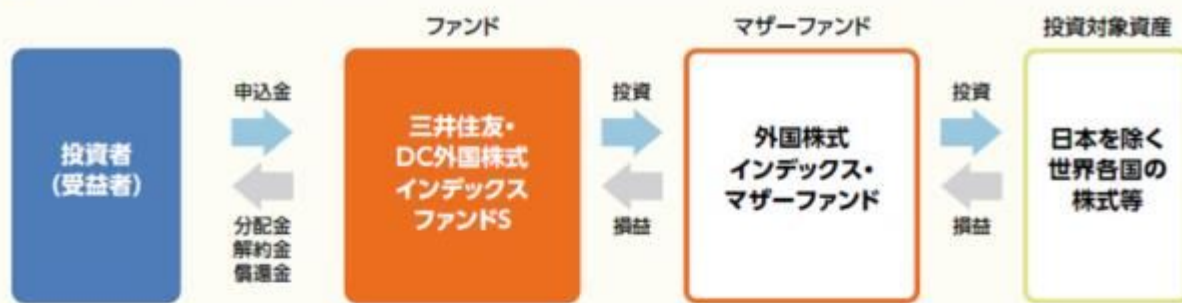 ファンド
マザーファンド
投資対象資産
投資者
(受益者)
申込金
分配金
解約金
償還金
三井住友・
DC外国株式
インデックス
ファンドS
投資
損益
外国株式
インデックス・
マザーファンド
投資
損益
日本を除く
世界各国の
株式等